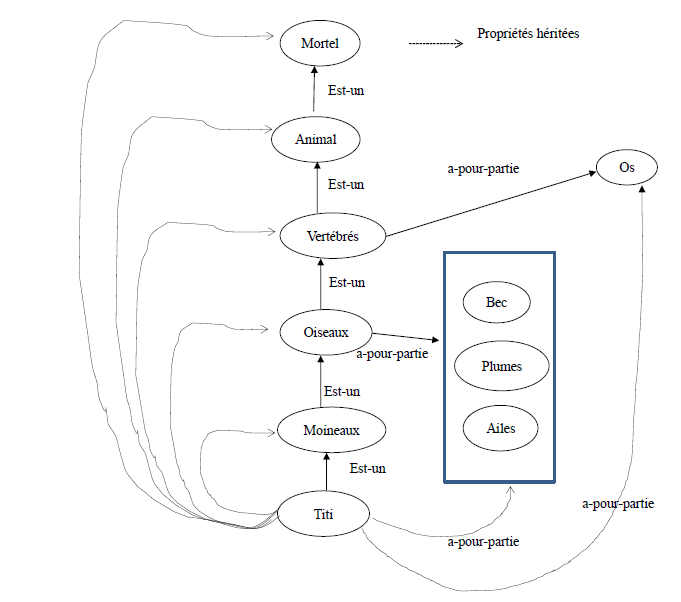 Mortel
Propriétés héritées
Est-un
Animal
Est-un
a-pour-partie
Os
Vertébrés
Est-un
Bec
Oiseaux
a-pour-partie
Plumes
Est-un
Moineaux
Ailes
Est-un
a-pour-partie
Titi
a-pour-partie